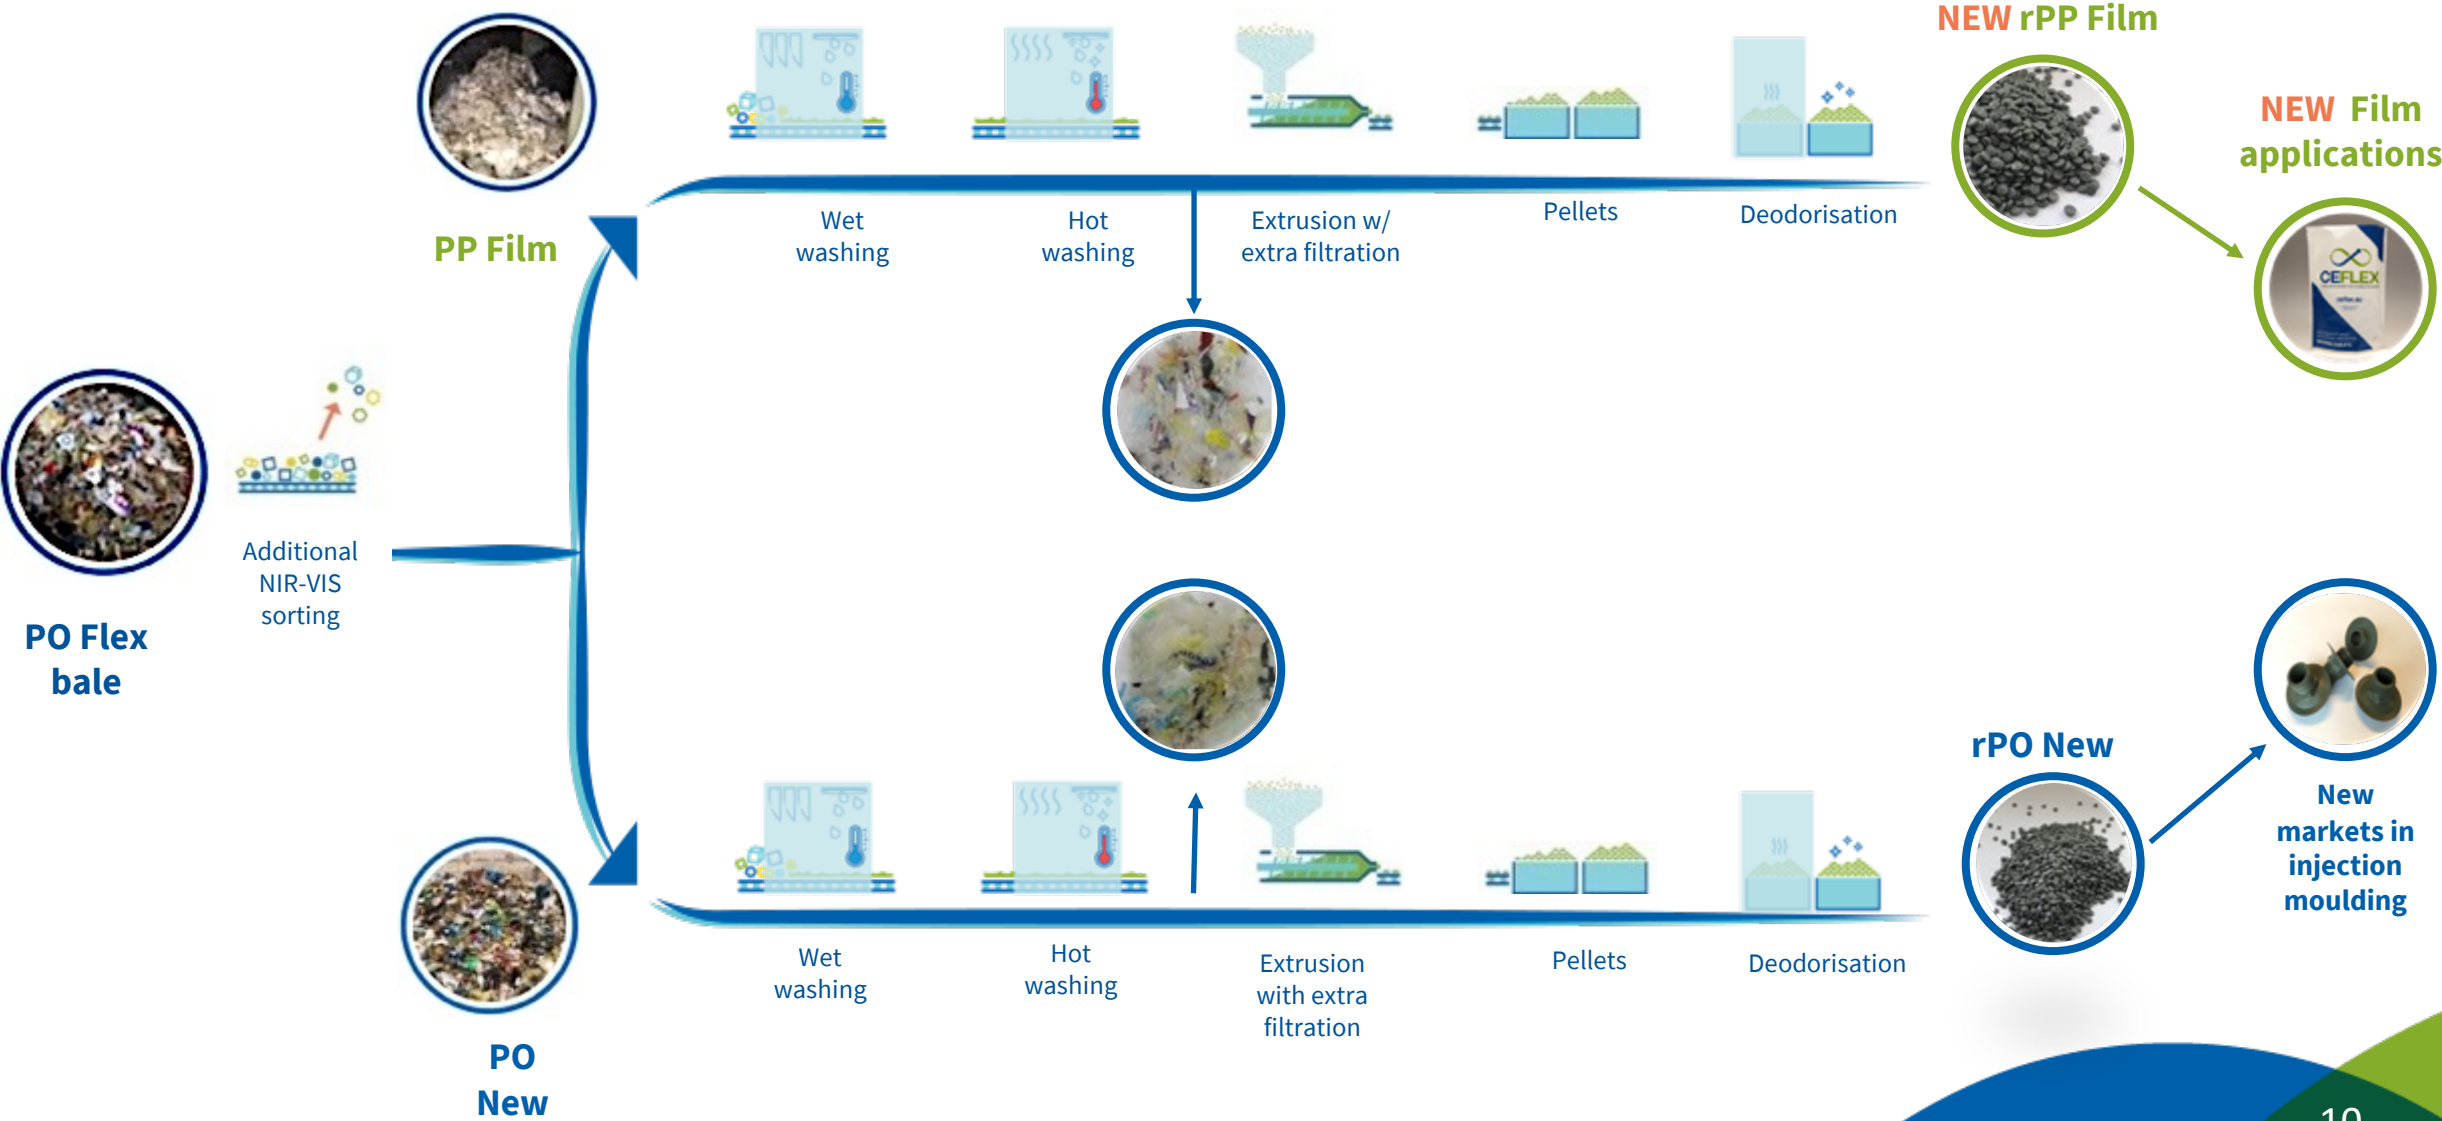 NEW rPP Film
NEW Film
applications
CEFLEX
PP Film
Wet
washing
Hot
washing
Extrusion w/
extra filtration
Pellets
Deodorisation
Additional
NIR-VIS
sorting
PO Flex
bale
rPO New
New
markets in
injection
moulding
Wet
washing
Hot
washing
Extrusion
with extra
filtration
Pellets
Deodorisation
PO
New
10